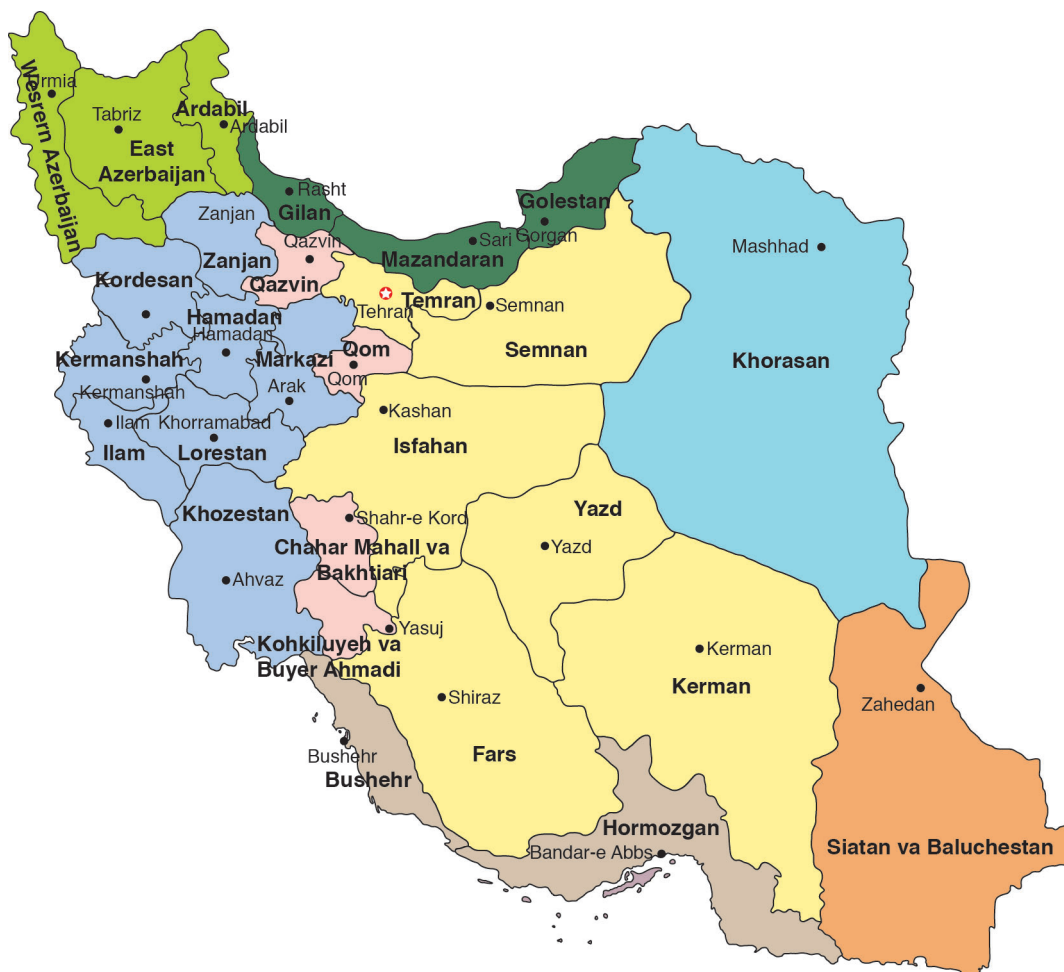 Wesrern Azerbaijan
Ormia
Tabriz
East
Azerbaijan
Ardabil
Ardabil
Rasht
Gilan
Golestan
Gorgan
Sari
Mazandaran
Zanjan
Zanjan
Qazvin
Qazvin
Mashhad
Kordesan
Hamadan
Hamadan
Temran
Tehran
Semnan
Semnan
Khorasan
Kermanshah
Kermanshah
Markazi
Arak
Qom
Qom
Kashan
Isfahan
Ilam
Ilam
Khorramabad
Lorestan
Khozestan
Ahvaz
Shahr-e Kord
Chahar Mahall va
Bakhtiari
Yazd
Yazd
Yasuj
Kohkiluyeh va
Buyer Ahmadi
Kerman
Kerman
Zahedan
Shiraz
Fars
Bushehr
Bushehr
Hormozgan
Bandar-e Abbs
Siatan va Baluchestan